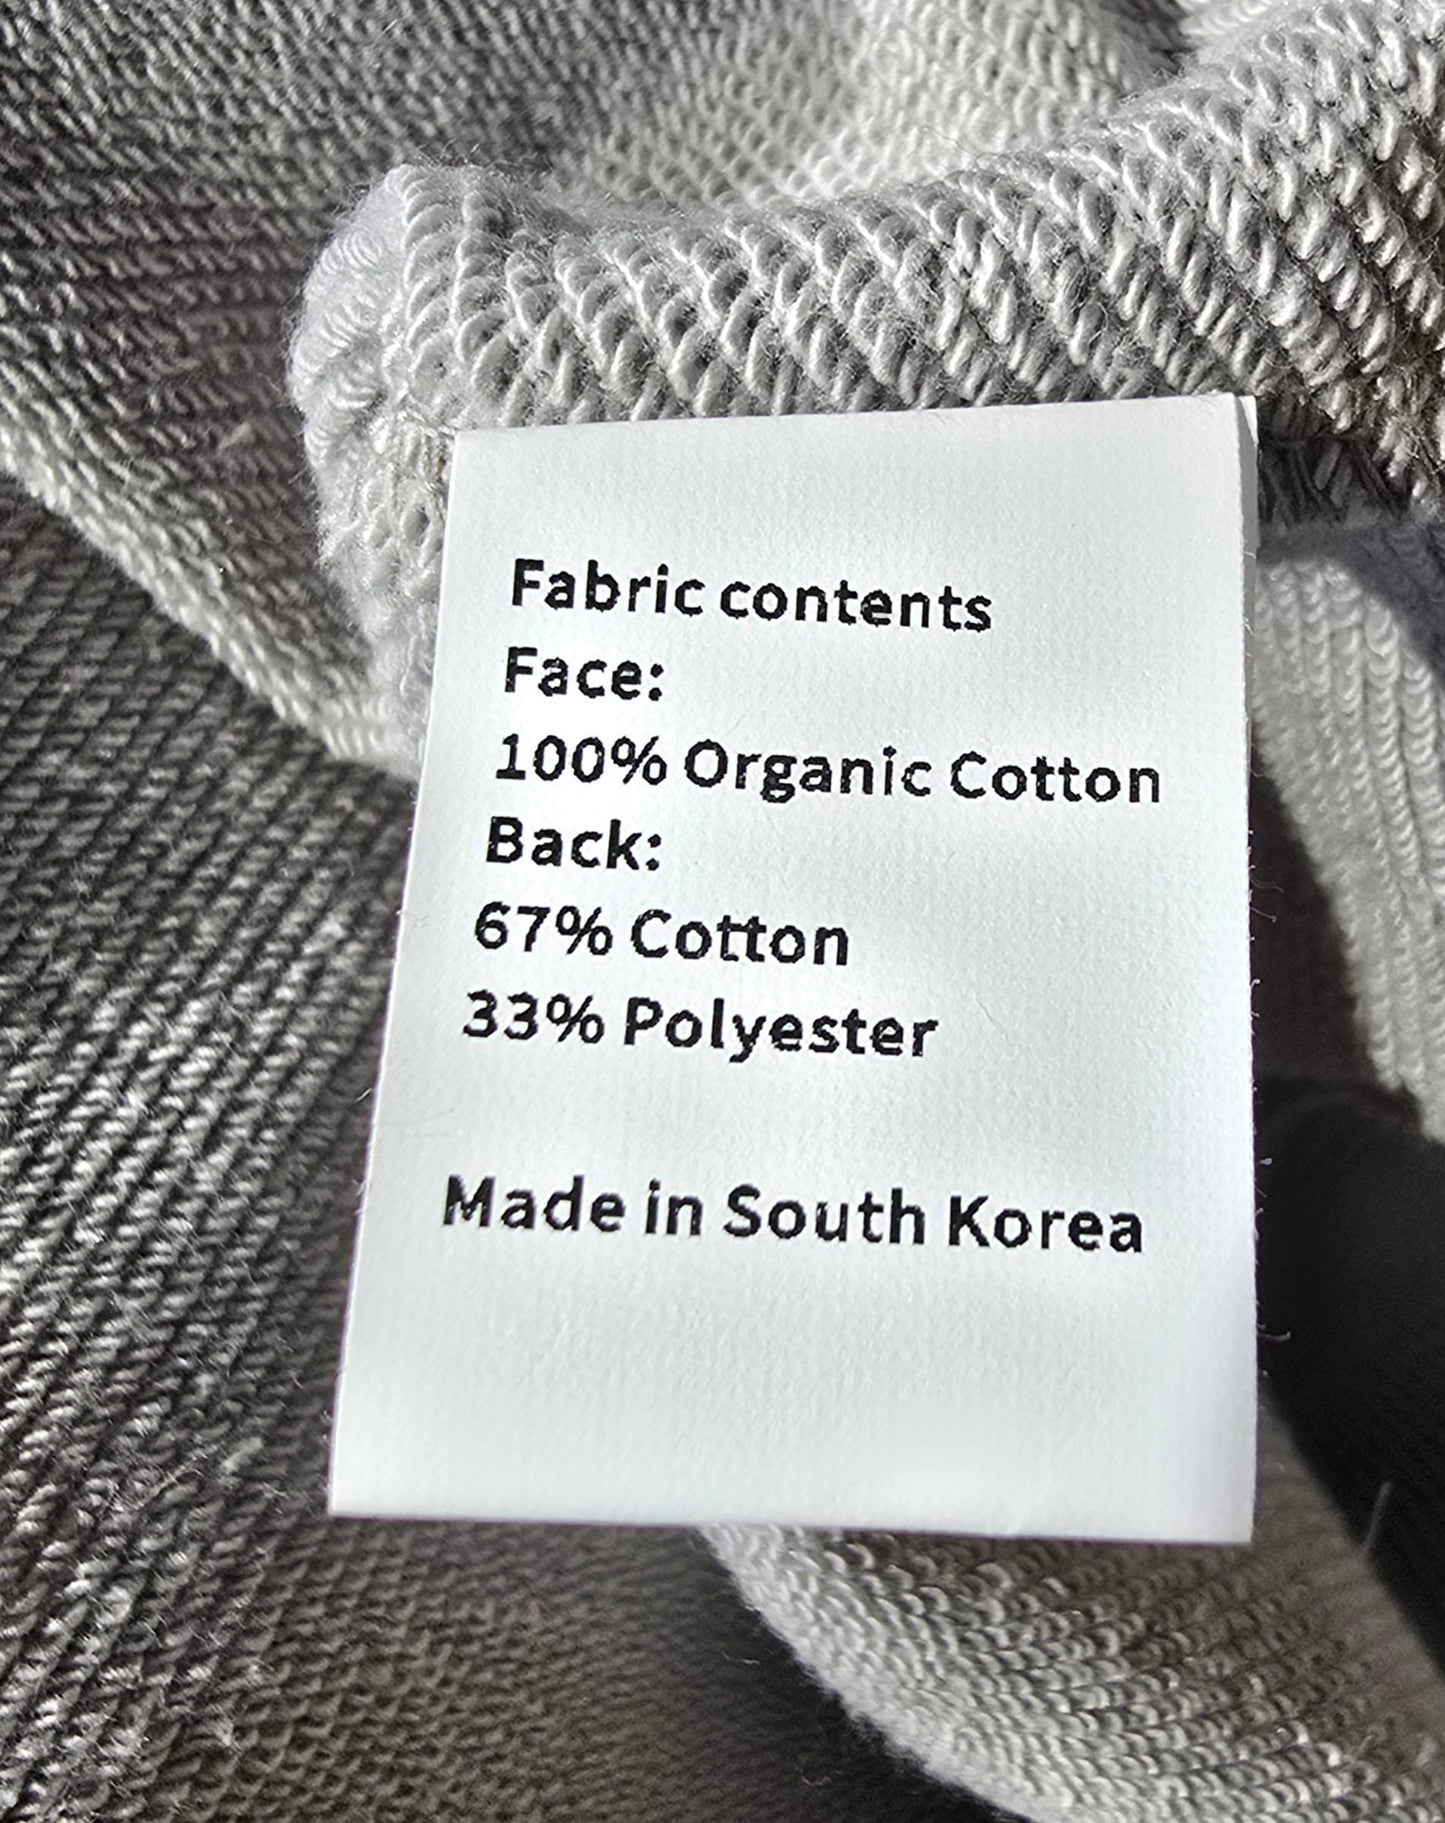 Fabric contents
Face:
100% Organic Cotton
Back:
67% Cotton
33% Polyester
Made in South Korea